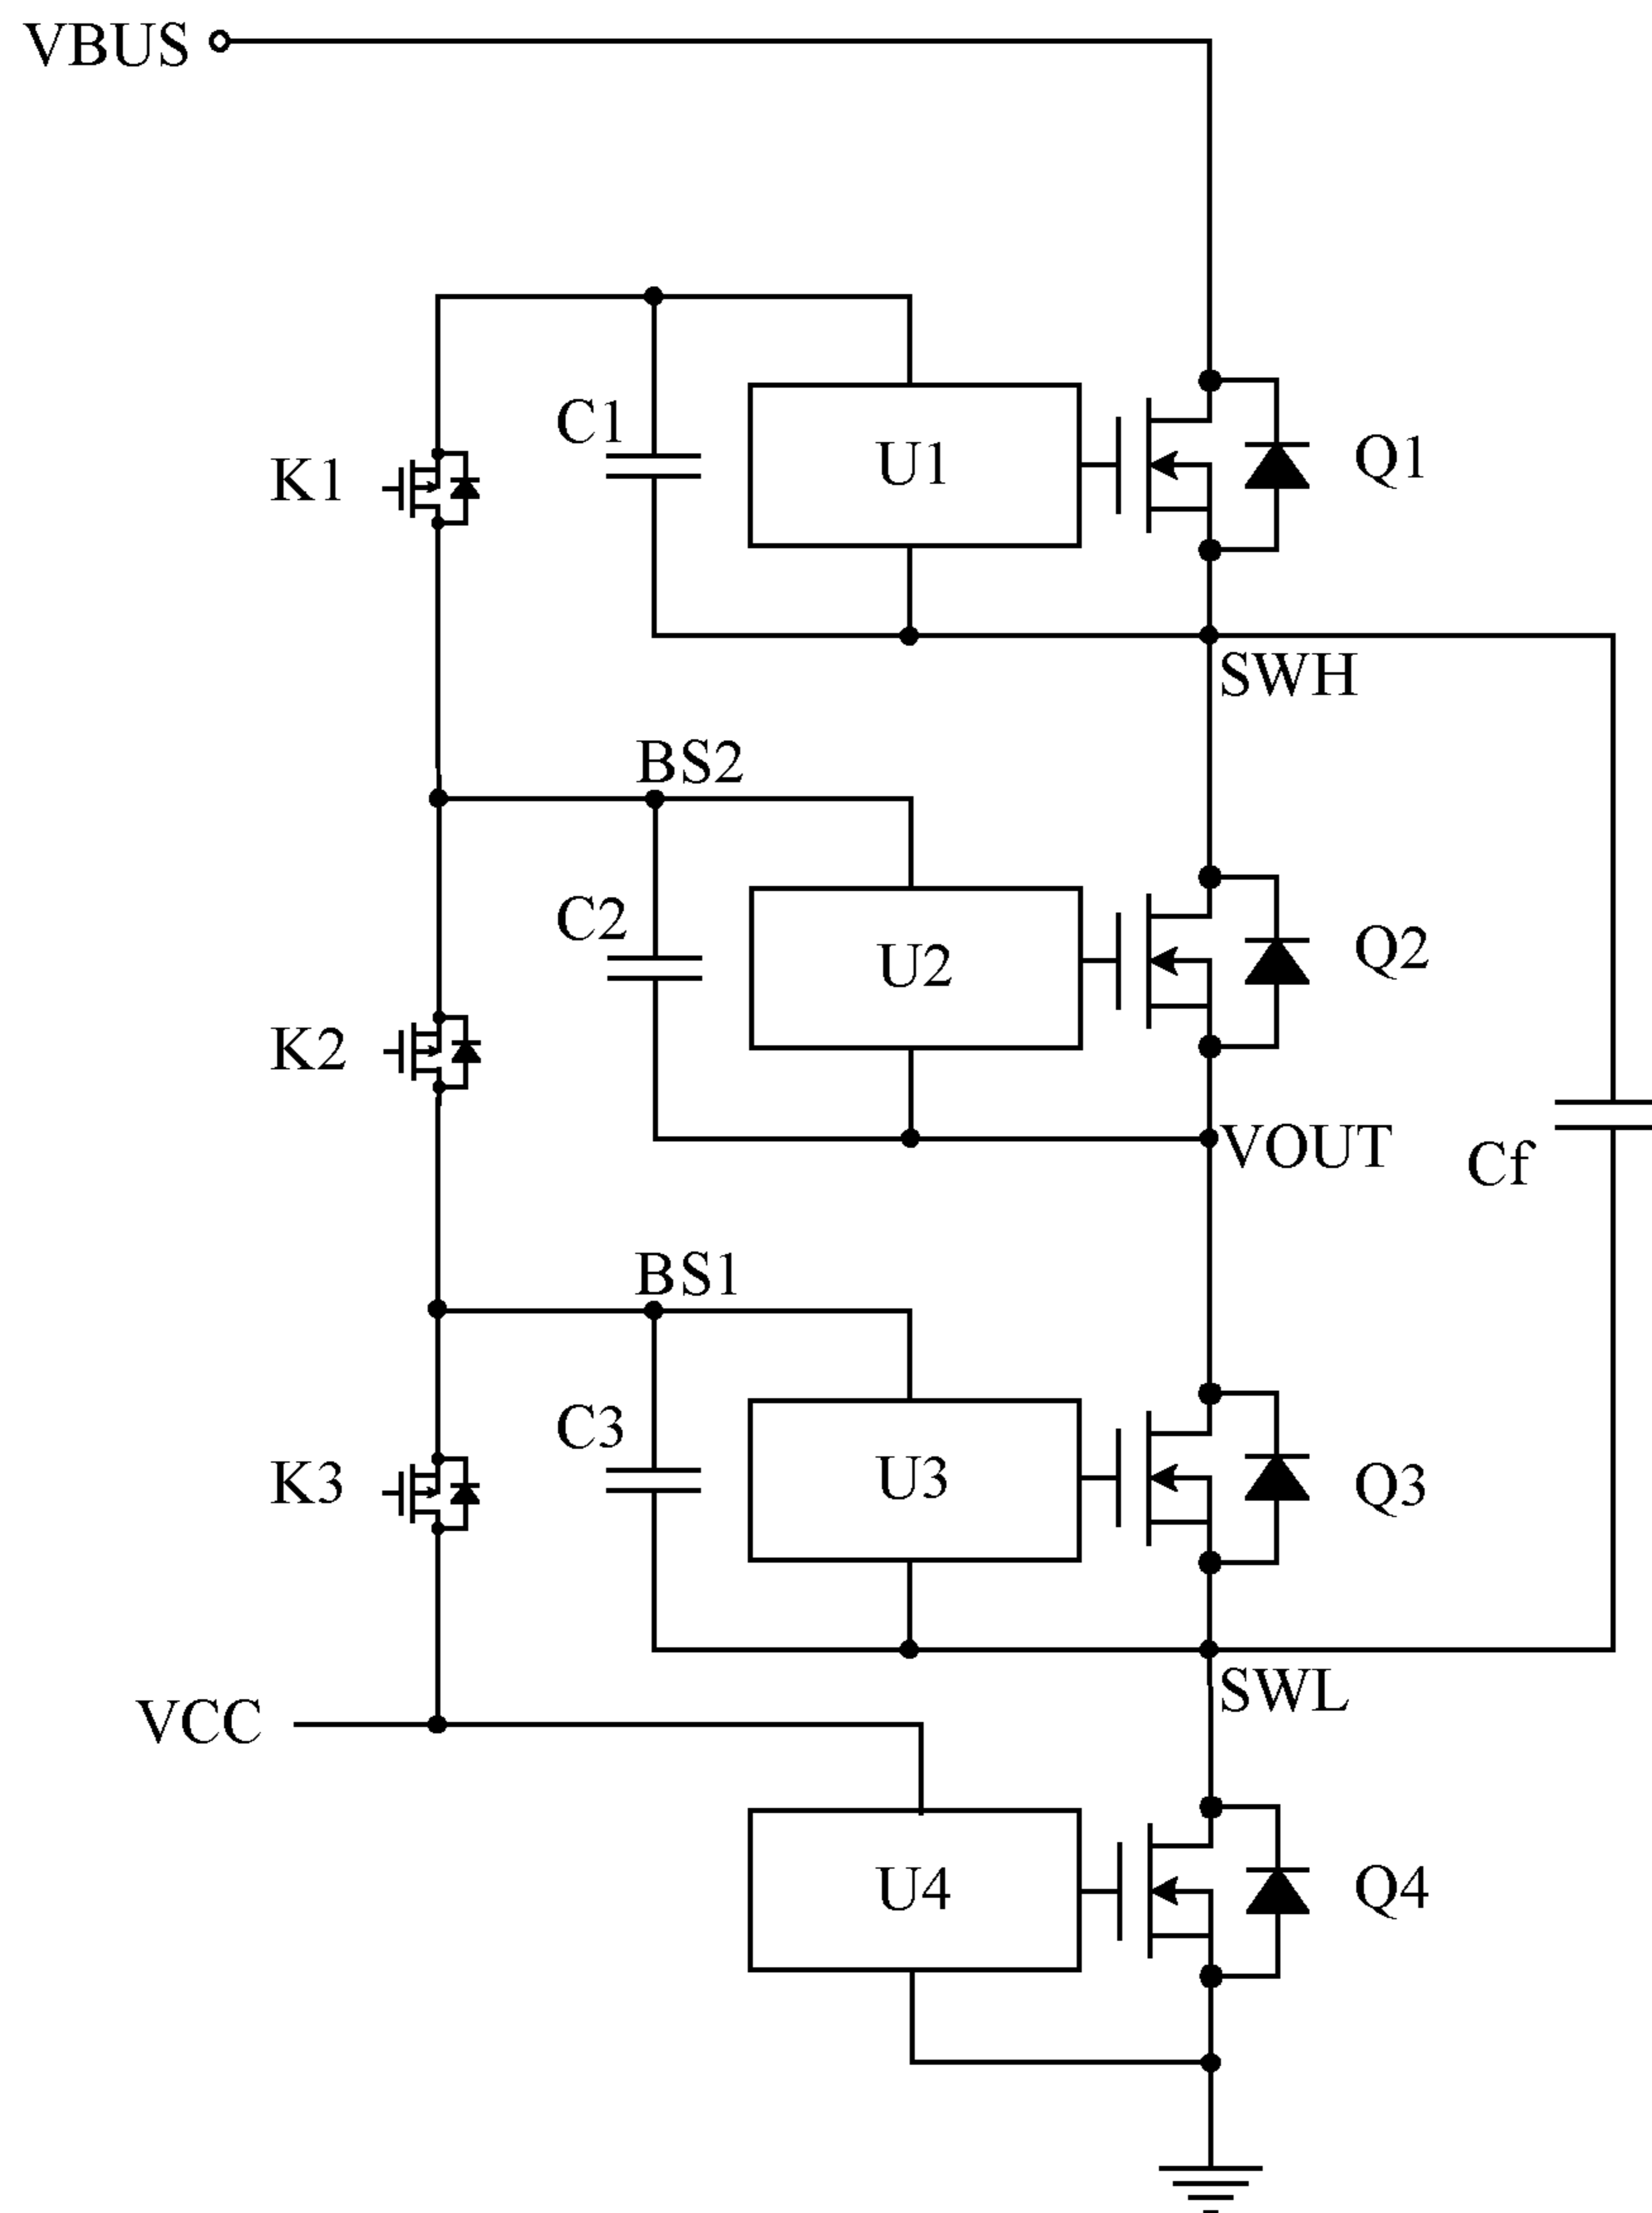 VBUS
C1
U1
Q1
K1
SWH
BS2
C2
U2
Q2
K2
VOUT
Cf
BS1
C3
U3
Q3
K3
SWL
VCC
U4
Q4